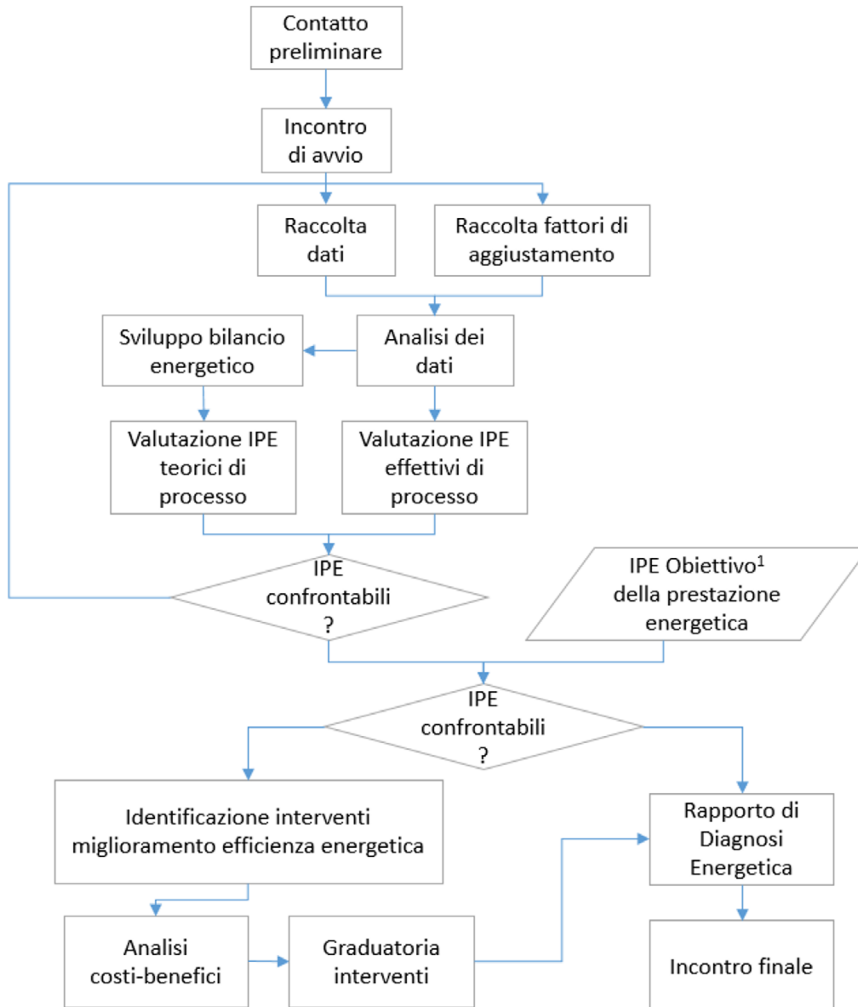 Contatto
preliminare
Incontro
di avvio
Raccolta
dati
Raccolta fattori di
aggiustamento
Sviluppo bilancio
energetico
Analisi dei
dati
Valutazione IPE
teorici di
processo
Valutazione IPE
effettivi di
processo
IPE
confrontabili
?
IPE Obiettivo¹
della prestazione
energetica
IPE
confrontabili
?
Identificazione interventi
miglioramento efficienza energetica
Rapporto di
Diagnosi
Energetica
Analisi
costi-benefici
Graduatoria
interventi
Incontro finale